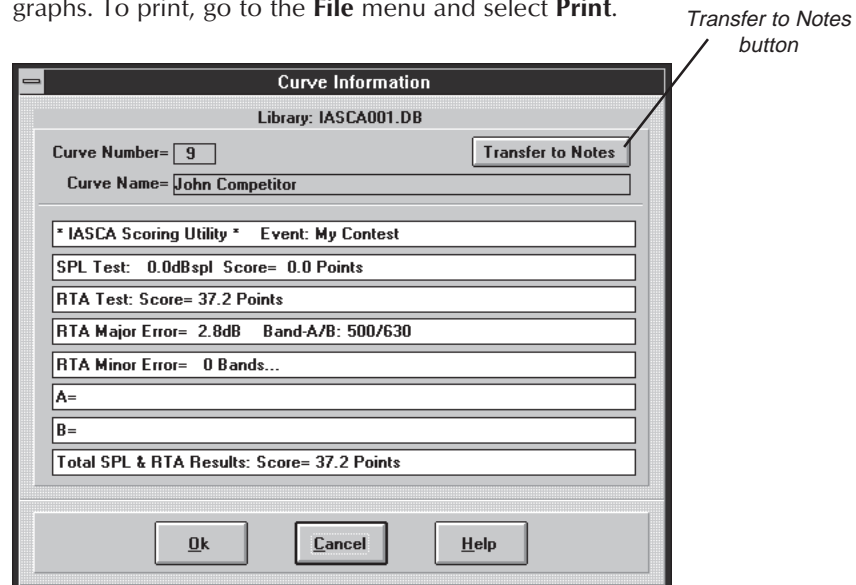 graphs. To print, go to the File menu and select Print.
Transfer to Notes
button
Curve Information
Library: IASCA001.DB
Curve Number= 9
Transfer to Notes
Curve Name= John Competitor
* IASCA Scoring Utility * Event: My Contest
SPL Test: 0.0dBspl Score= 0.0 Points
RTA Test: Score= 37.2 Points
RTA Major Error= 2.8dB Band-A/B: 500/630
RTA Minor Error= 0 Bands...
A=
B=
Total SPL & RTA Results: Score= 37.2 Points
Ok
Cancel
Help